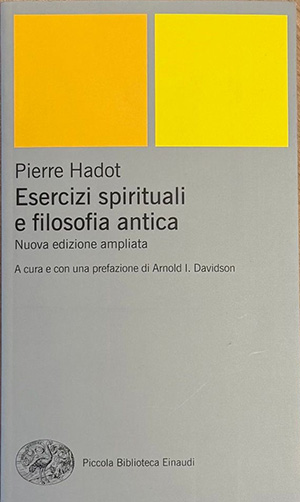 Pierre Hadot
Esercizi spirituali
e filosofia antica
Nuova edizione ampliata
A cura e con una prefazione di Arnold I. Davidson
Piccola Biblioteca Einaudi